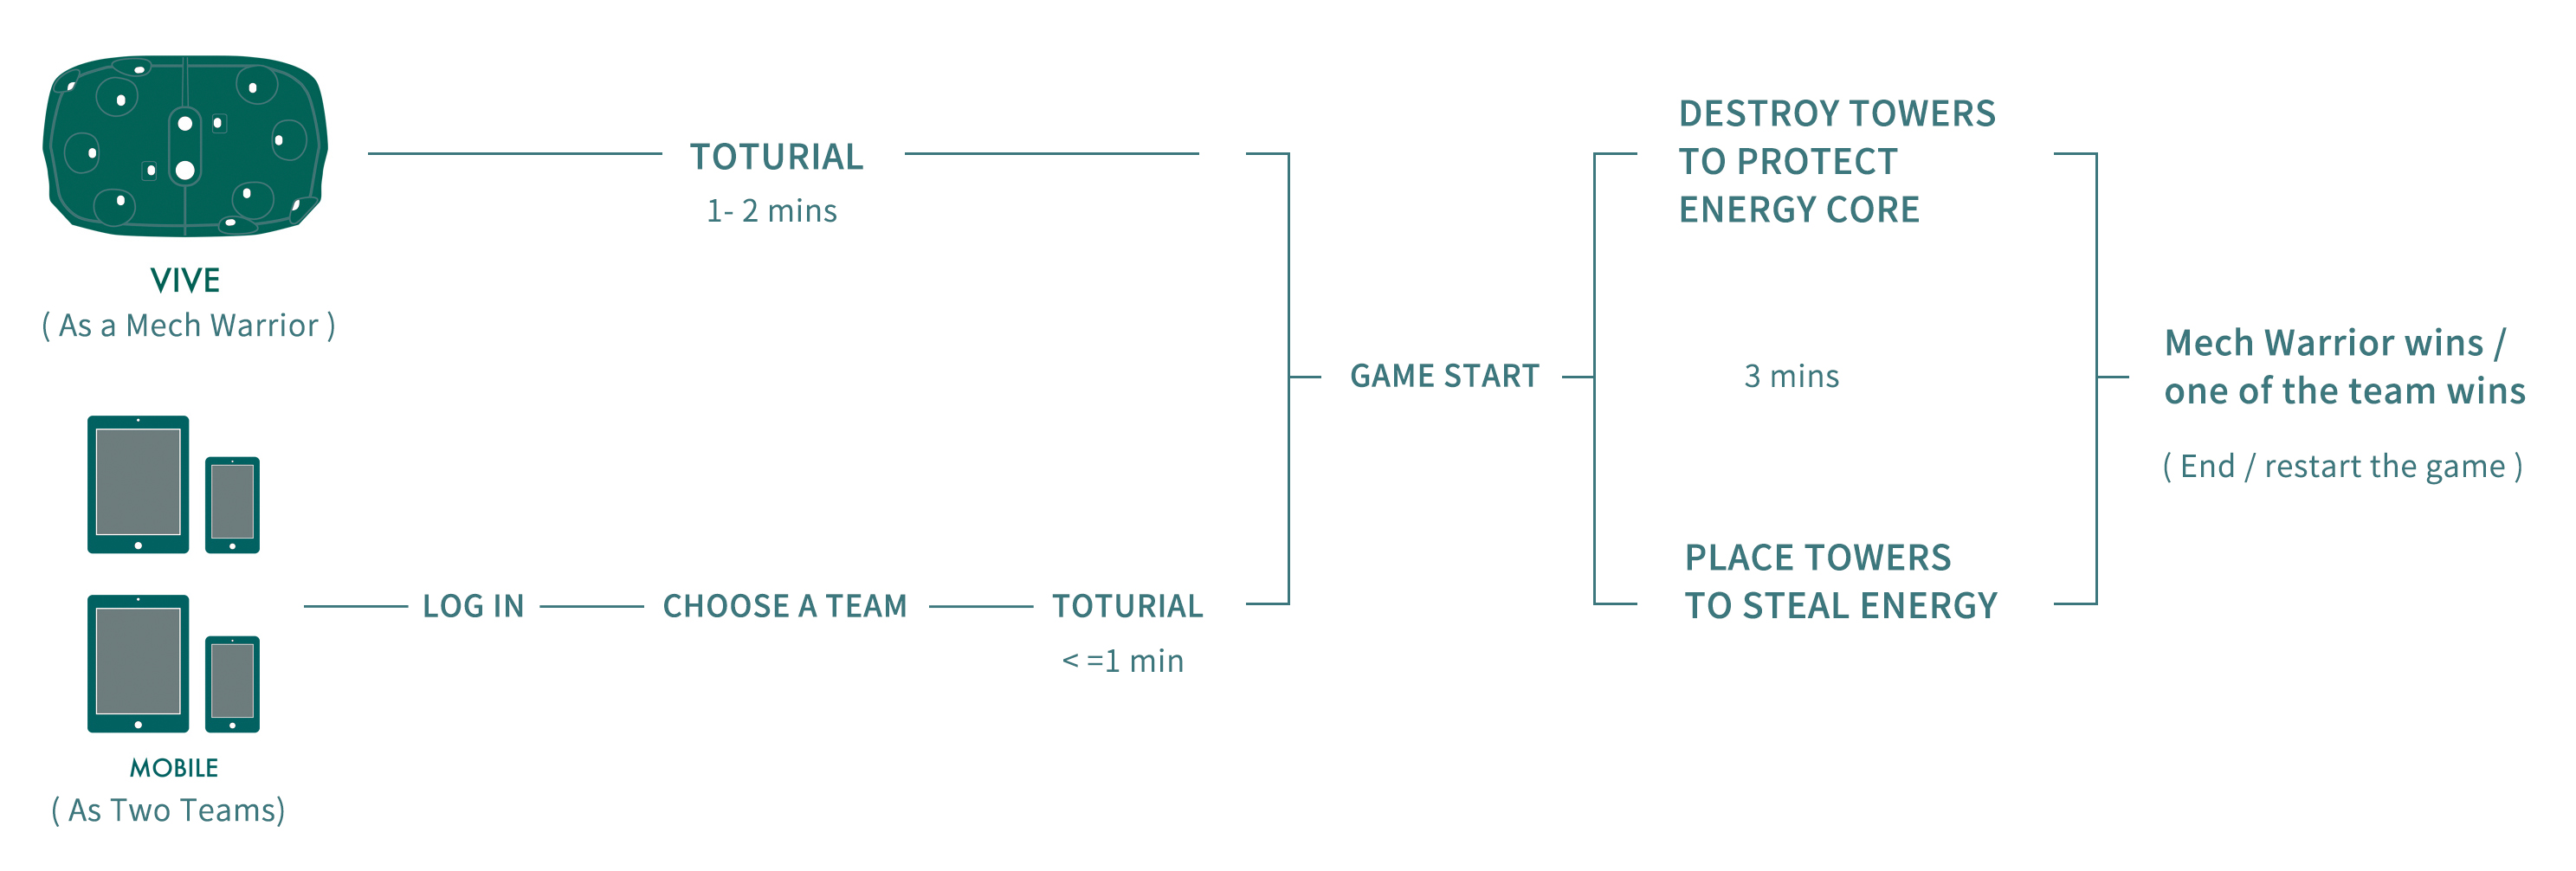 VIVE
( As a Mech Warrior )
TOTURIAL
1- 2 mins
MOBILE
( As Two Teams)
LOG IN
CHOOSE A TEAM
TOTURIAL
< =1 min
GAME START
DESTROY TOWERS
TO PROTECT
ENERGY CORE
3 mins
PLACE TOWERS
TO STEAL ENERGY
Mech Warrior wins /
one of the team wins
( End / restart the game )